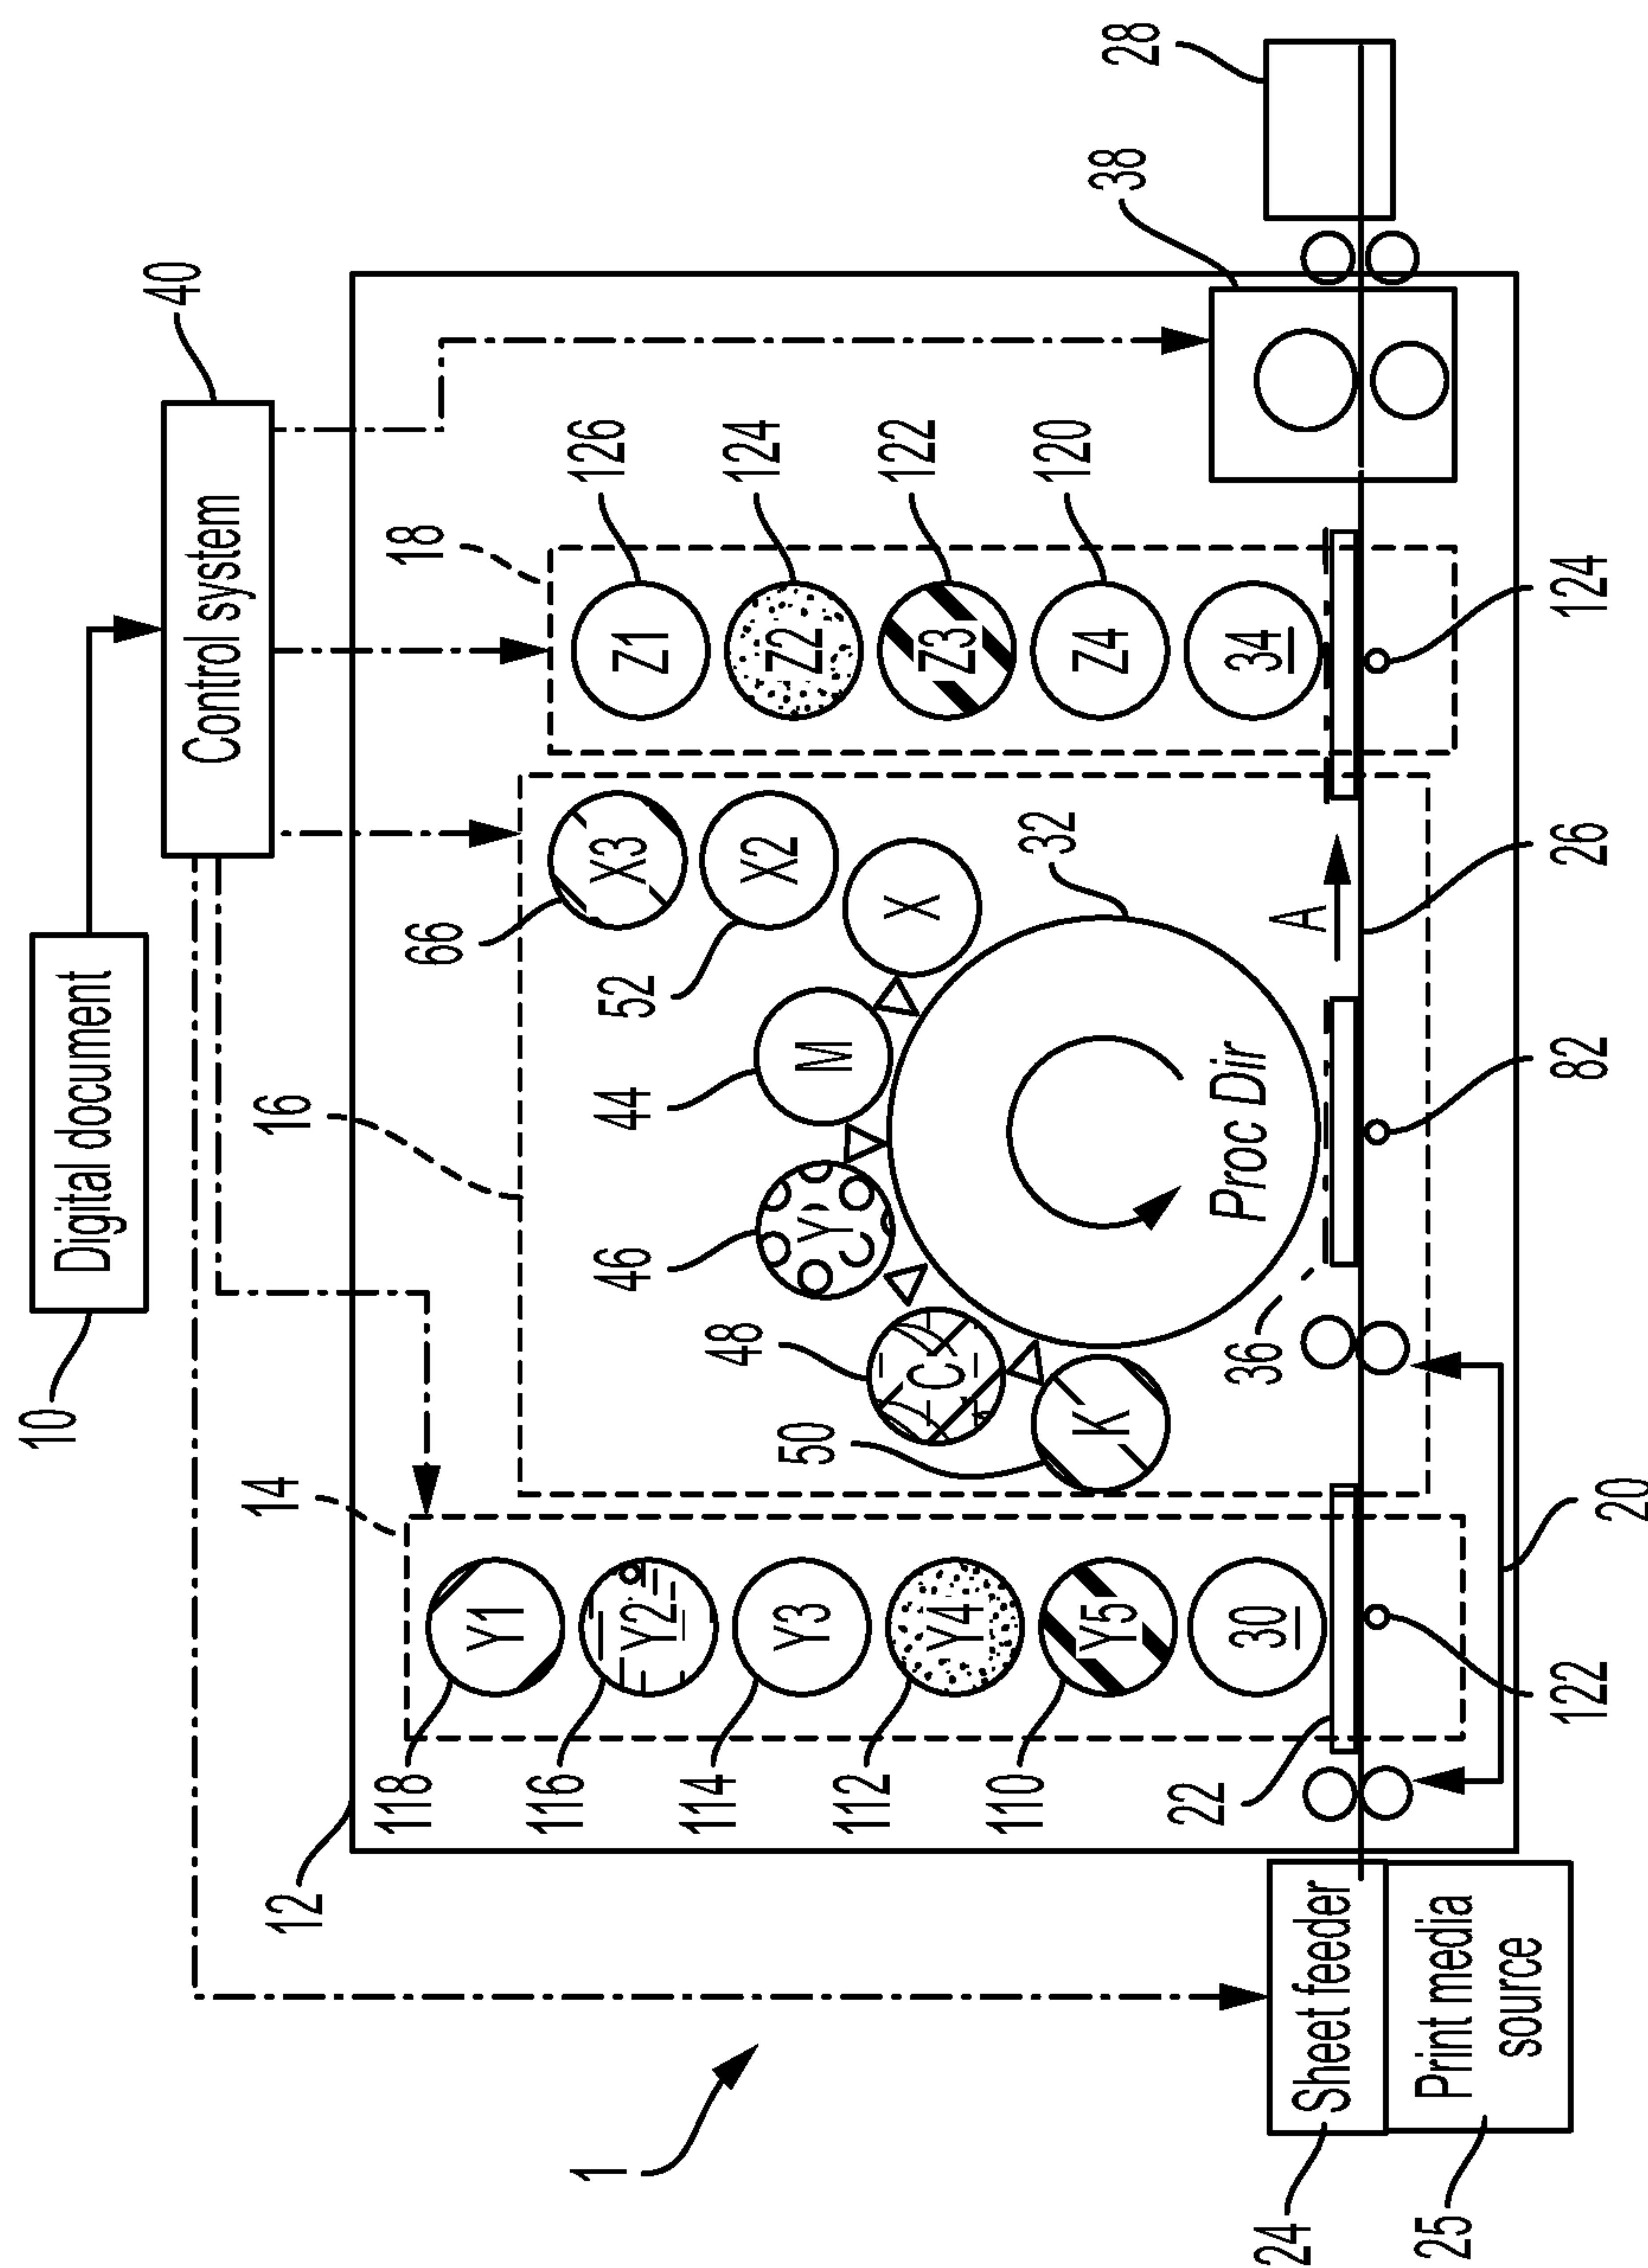 10
Digital document
40
Control system
12
14
16
18
118
Y1
116
Y2
114
Y3
112
Y4
110
Y5
30
22
50
K
48
C
46
Y
44
M
X
52
X2
66
X3
32
Proc Dir
36
A
Z1
126
Z2
124
Z3
122
Z4
120
34
38
28
1
24
Sheet feeder
25
Print media
source
122
20
82
26
124